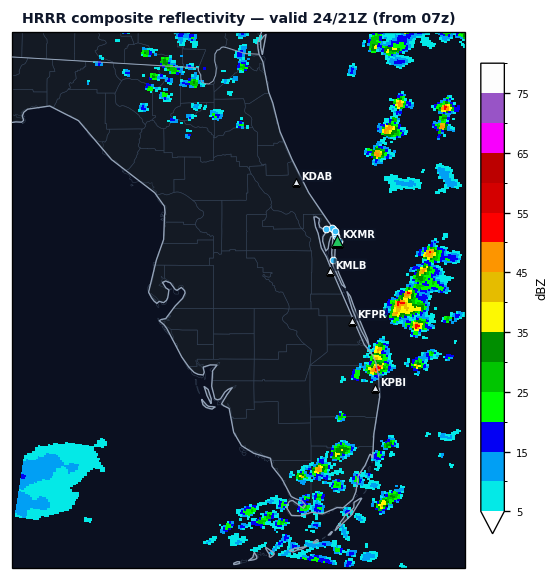 HRRR composite reflectivity — valid 24/21Z (from 07z)
KDAB
KXMR
KMLB
KFPR
KPBI
75
65
55
45
35
25
15
5
dBZ